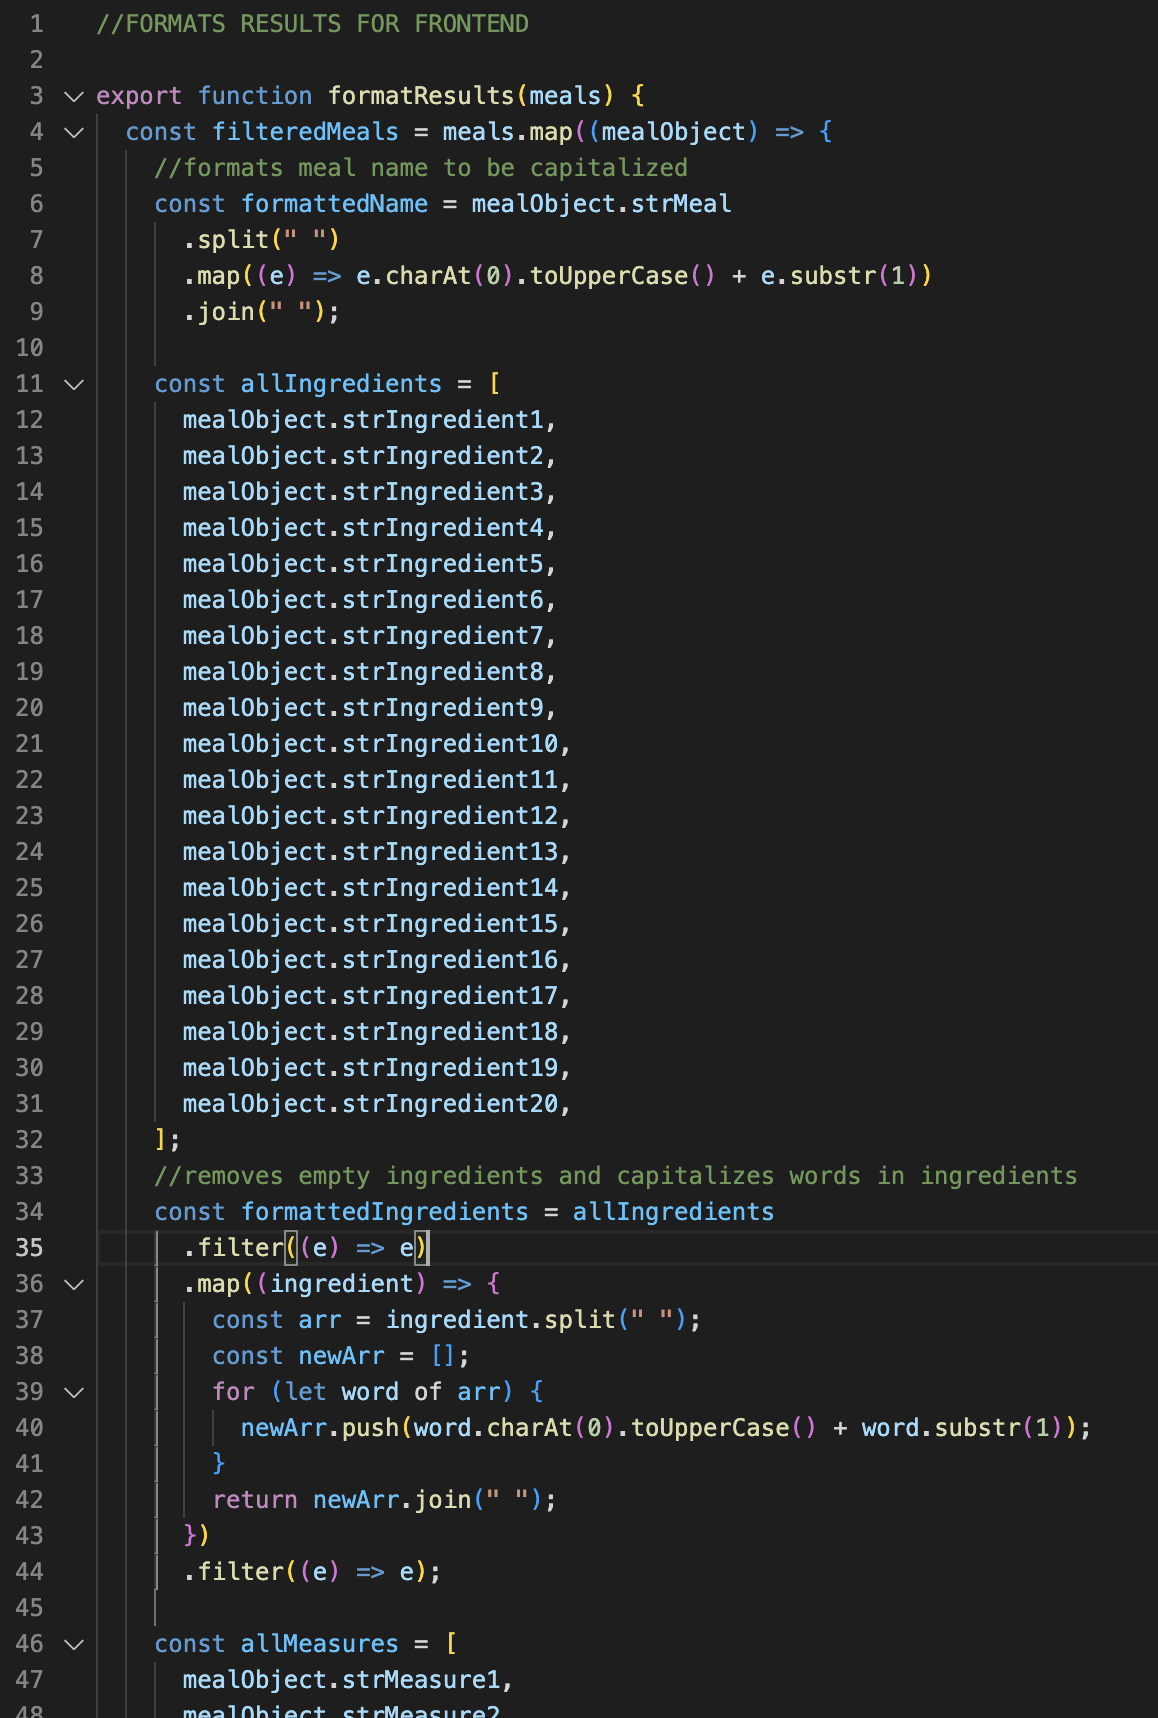 1 //FORMATS RESULTS FOR FRONTEND
2
3 export function formatResults(meals) {
4 const filteredMeals = meals.map((mealObject) => {
5 //formats meal name to be capitalized
6 const formattedName = mealObject.strMeal
7 .split(" ")
8 .map((e) => e.charAt(0).toUpperCase() + e.substr(1))
9 .join(" ");
10
11 const allIngredients = [
12 mealObject.strIngredient1,
13 mealObject.strIngredient2,
14 mealObject.strIngredient3,
15 mealObject.strIngredient4,
16 mealObject.strIngredient5,
17 mealObject.strIngredient6,
18 mealObject.strIngredient7,
19 mealObject.strIngredient8,
20 mealObject.strIngredient9,
21 mealObject.strIngredient10,
22 mealObject.strIngredient11,
23 mealObject.strIngredient12,
24 mealObject.strIngredient13,
25 mealObject.strIngredient14,
26 mealObject.strIngredient15,
27 mealObject.strIngredient16,
28 mealObject.strIngredient17,
29 mealObject.strIngredient18,
30 mealObject.strIngredient19,
31 mealObject.strIngredient20,
32 ];
33 //removes empty ingredients and capitalizes words in ingredients
34 const formattedIngredients = allIngredients
35 .filter((e) => e)
36 .map((ingredient) => {
37 const arr = ingredient.split(" ");
38 const newArr = [];
39 for (let word of arr) {
40 newArr.push(word.charAt(0).toUpperCase() + word.substr(1));
41 }
42 return newArr.join(" ");
43 })
44 .filter((e) => e);
45
46 const allMeasures = [
47 mealObject.strMeasure1,
48 mealObject.strMeasure2